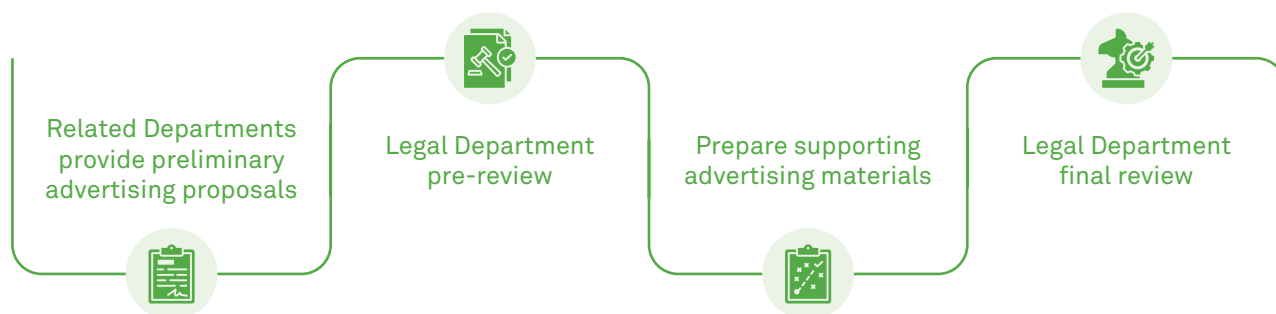 Related Departments
provide preliminary
advertising proposals
Legal Department
pre-review
Prepare supporting
advertising materials
Legal Department
final review